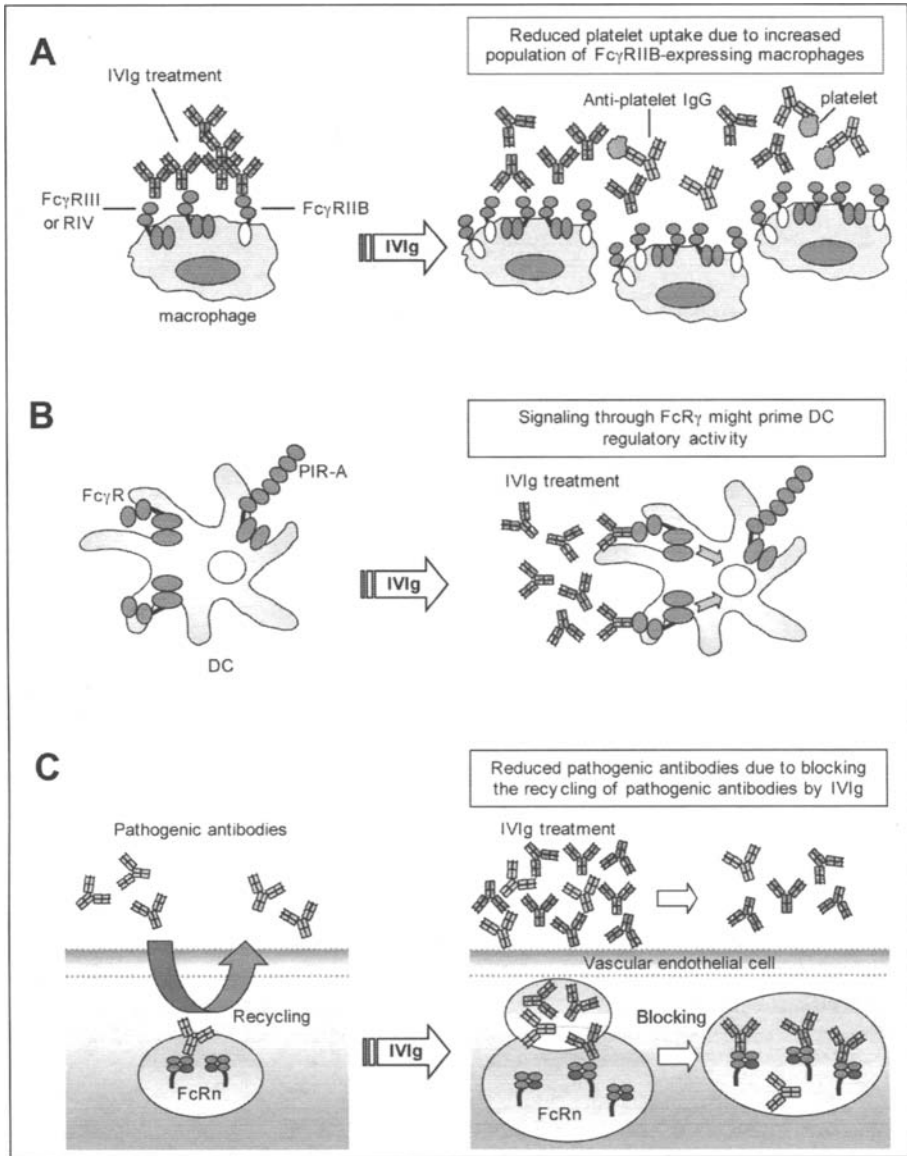 A
Reduced platelet uptake due to increased
population of FcγRIIB-expressing macrophages
IVIg treatment
Anti-platelet IgG
platelet
FcγRIII
or RIV
FcγRIIB
IVIg
macrophage
B
Signaling through FcRγ might prime DC
regulatory activity
PIR-A
FcγR
IVIg treatment
IVIg
DC
C
Reduced pathogenic antibodies due to blocking
the recycling of pathogenic antibodies by IVIg
Pathogenic antibodies
IVIg treatment
Vascular endothelial cell
Recycling
Blocking
IVIg
FcRn
FcRn